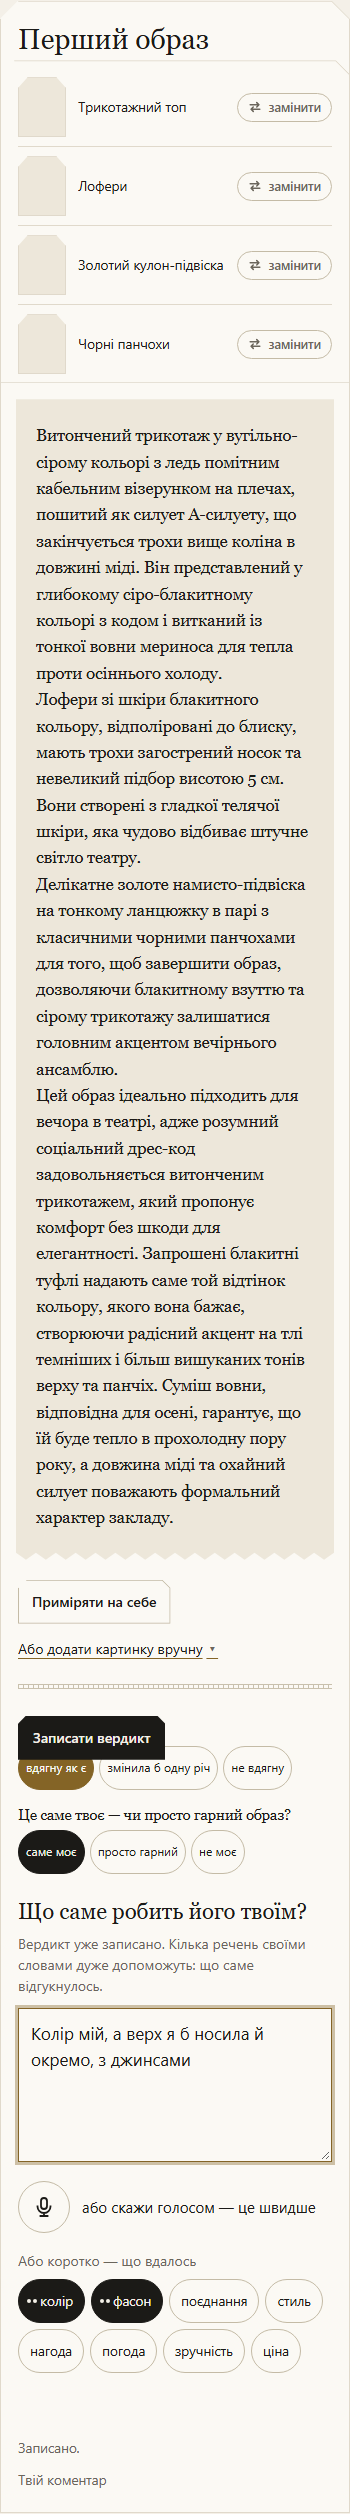 Перший образ
Трикотажний топ
замінити
Лофери
замінити
Золотий кулон-підвіска
замінити
Чорні панчохи
замінити
Витончений трикотаж у вугільно-
сірому кольорі з ледь помітним
кабельним візерунком на плечах,
пошитий як силует А-силуету, що
закінчується трохи вище коліна в
довжині міді. Він представлений у
глибокому сіро-блакитному
кольорі з кодом і витканий із
тонкої вовни мериноса для тепла
проти осіннього холоду.
Лофери зі шкіри блакитного
кольору, відполіровані до блиску,
мають трохи загострений носок та
невеликий підбор висотою 5 см.
Вони створені з гладкої телячої
шкіри, яка чудово відбиває штучне
світло театру.
Делікатне золоте намисто-підвіска
на тонкому ланцюжку в парі з
класичними чорними панчохами
для того, щоб завершити образ,
дозволяючи блакитному взуттю та
сірому трикотажу залишатися
головним акцентом вечірнього
ансамблю.
Цей образ ідеально підходить для
вечора в театрі, адже розумний
соціальний дрес-код
задовольняється витонченим
трикотажем, який пропонує
комфорт без шкоди для
елегантності. Запрошені блакитні
туфлі надають саме той відтінок
кольору, якого вона бажає,
створюючи радісний акцент на тлі
темніших і більш вишуканих тонів
верху та панчіх. Суміш вовни,
відповідна для осені, гарантує, що
їй буде тепло в прохолодну пору
року, а довжина міді та охайний
силует поважають формальний
характер закладу.
Приміряти на себе
Або додати картинку вручну
Записати вердикт
вдягну як є
змінила б одну річ
не вдягну
Це саме твоє — чи просто гарний образ?
саме моє
просто гарний
не моє
Що саме робить його твоїм?
Вердикт уже записано. Кілька речень своїми
словами дуже допоможуть: що саме
відгукнулось.
Колір мій, а верх я б носила й
окремо, з джинсами
або скажи голосом — це швидше
Або коротко — що вдалось
колір
фасон
поєднання
стиль
нагода
погода
зручність
ціна
Записано.
Твій коментар